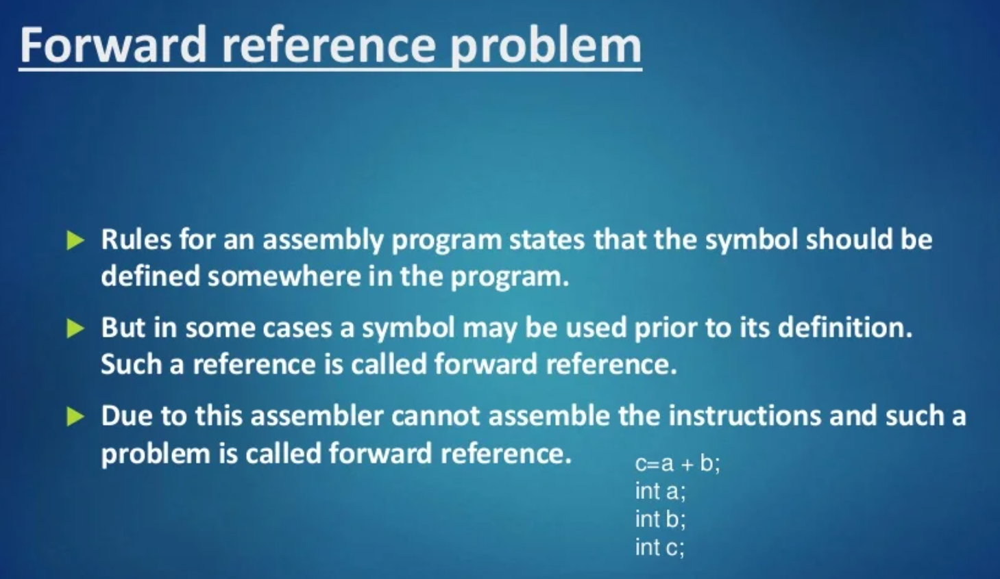 Forward reference problem
Rules for an assembly program states that the symbol should be
defined somewhere in the program.
But in some cases a symbol may be used prior to its definition.
Such a reference is called forward reference.
Due to this assembler cannot assemble the instructions and such a
problem is called forward reference.
c=a + b;
int a;
int b;
int c;